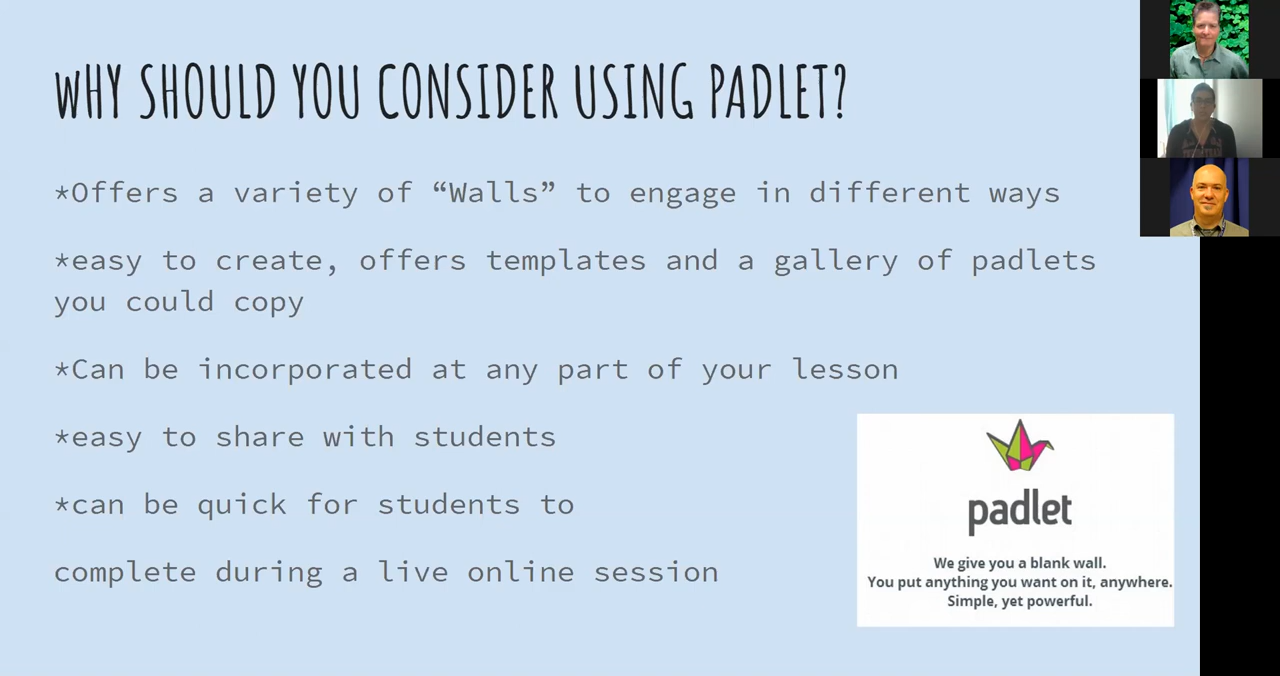 wHY SHOULD YOU CONSIDER USING PADLET?
*Offers a variety of “Walls” to engage in different ways
*easy to create, offers templates and a gallery of padlets
you could copy
*Can be incorporated at any part of your lesson
*easy to share with students
*can be quick for students to
complete during a live online session
padlet
We give you a blank wall.
You put anything you want on it, anywhere.
Simple, yet powerful.